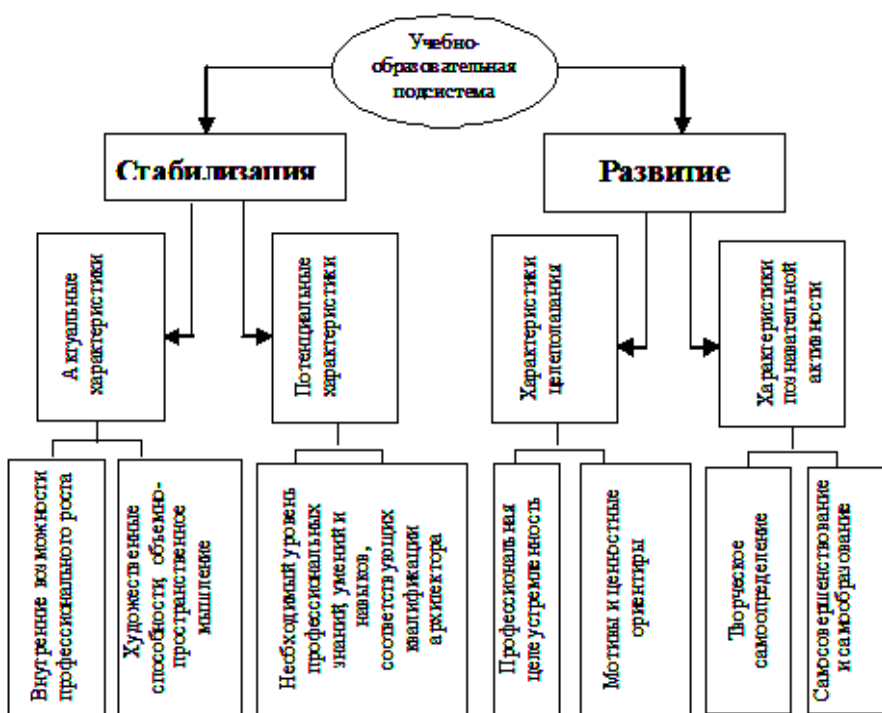 Учебно-
образовательная
подсистема
Стабилизация
Развитие
Актуальные
характеристики
Потенциальные
характеристики
Характеристики
целеполагания
Характеристики
познавательной
активности
Внутренние возможности
профессионального роста
Художественные
способности, объемно-
пространственное
мышление
Необходимый уровень
профессиональных
знаний, умений и
навыков,
соответствующих
квалификации
архитектора
Профессиональная
целеустремленность
Мотивы и ценностные
ориентиры
Творческое
самоопределение
Самосовершенствование
и самообразование